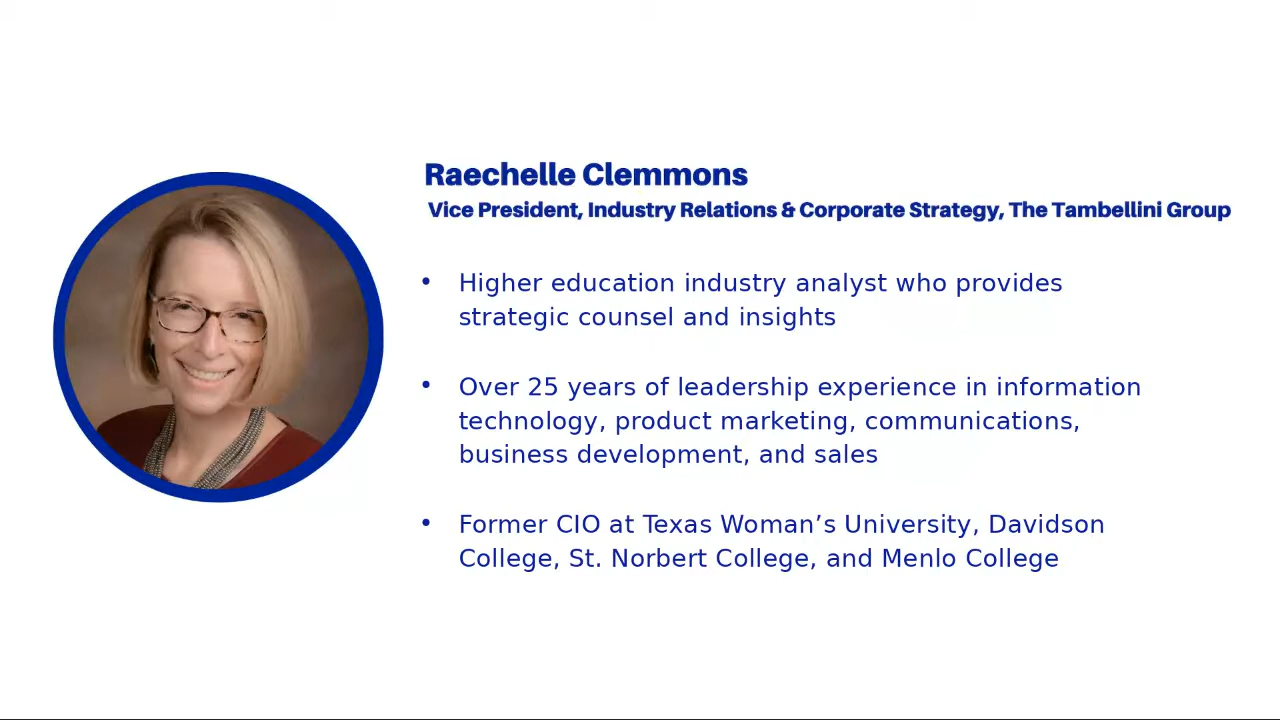 Raechelle Clemmons
Vice President, Industry Relations & Corporate Strategy, The Tambellini Group
• Higher education industry analyst who provides
strategic counsel and insights
• Over 25 years of leadership experience in information
technology, product marketing, communications,
business development, and sales
• Former CIO at Texas Woman’s University, Davidson
College, St. Norbert College, and Menlo College